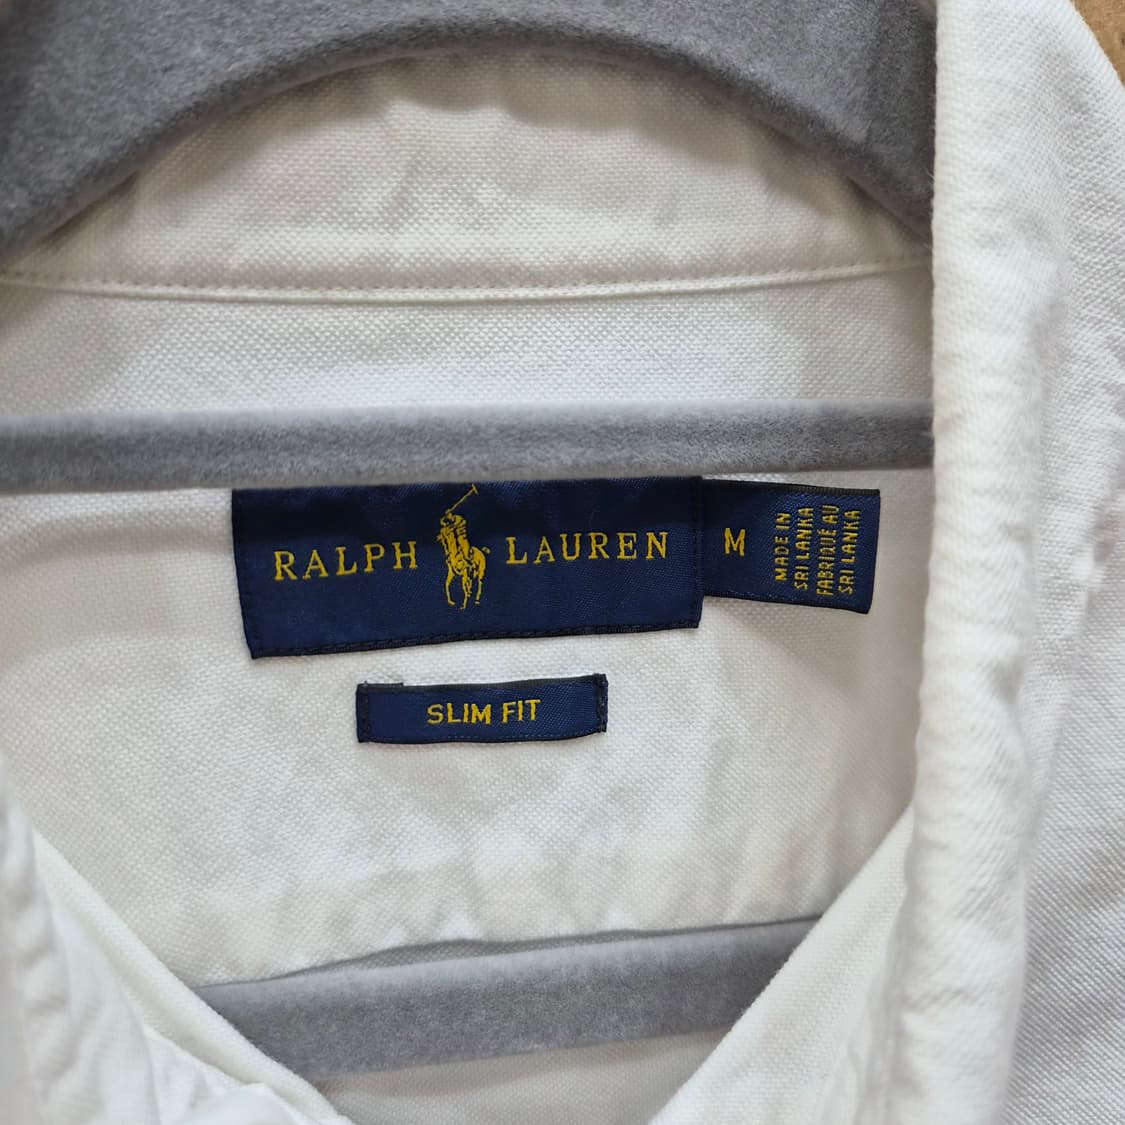 RALPH LAUREN
M
MADE IN
SRI LANKA
FABRIQUÉ AU
SRI LANKA
SLIM FIT